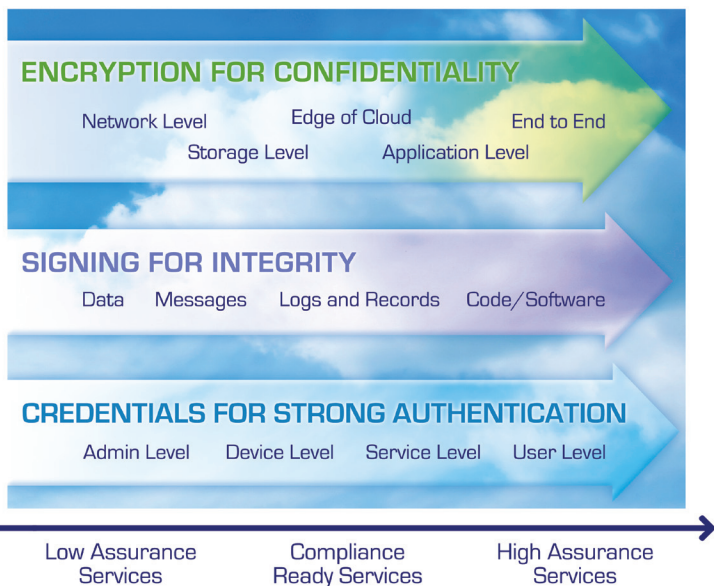 ENCRYPTION FOR CONFIDENTIALITY
Network Level
Edge of Cloud
End to End
Storage Level
Application Level
SIGNING FOR INTEGRITY
Data Messages Logs and Records Code/Software
CREDENTIALS FOR STRONG AUTHENTICATION
Admin Level Device Level Service Level User Level
Low Assurance
Services
Compliance
Ready Services
High Assurance
Services